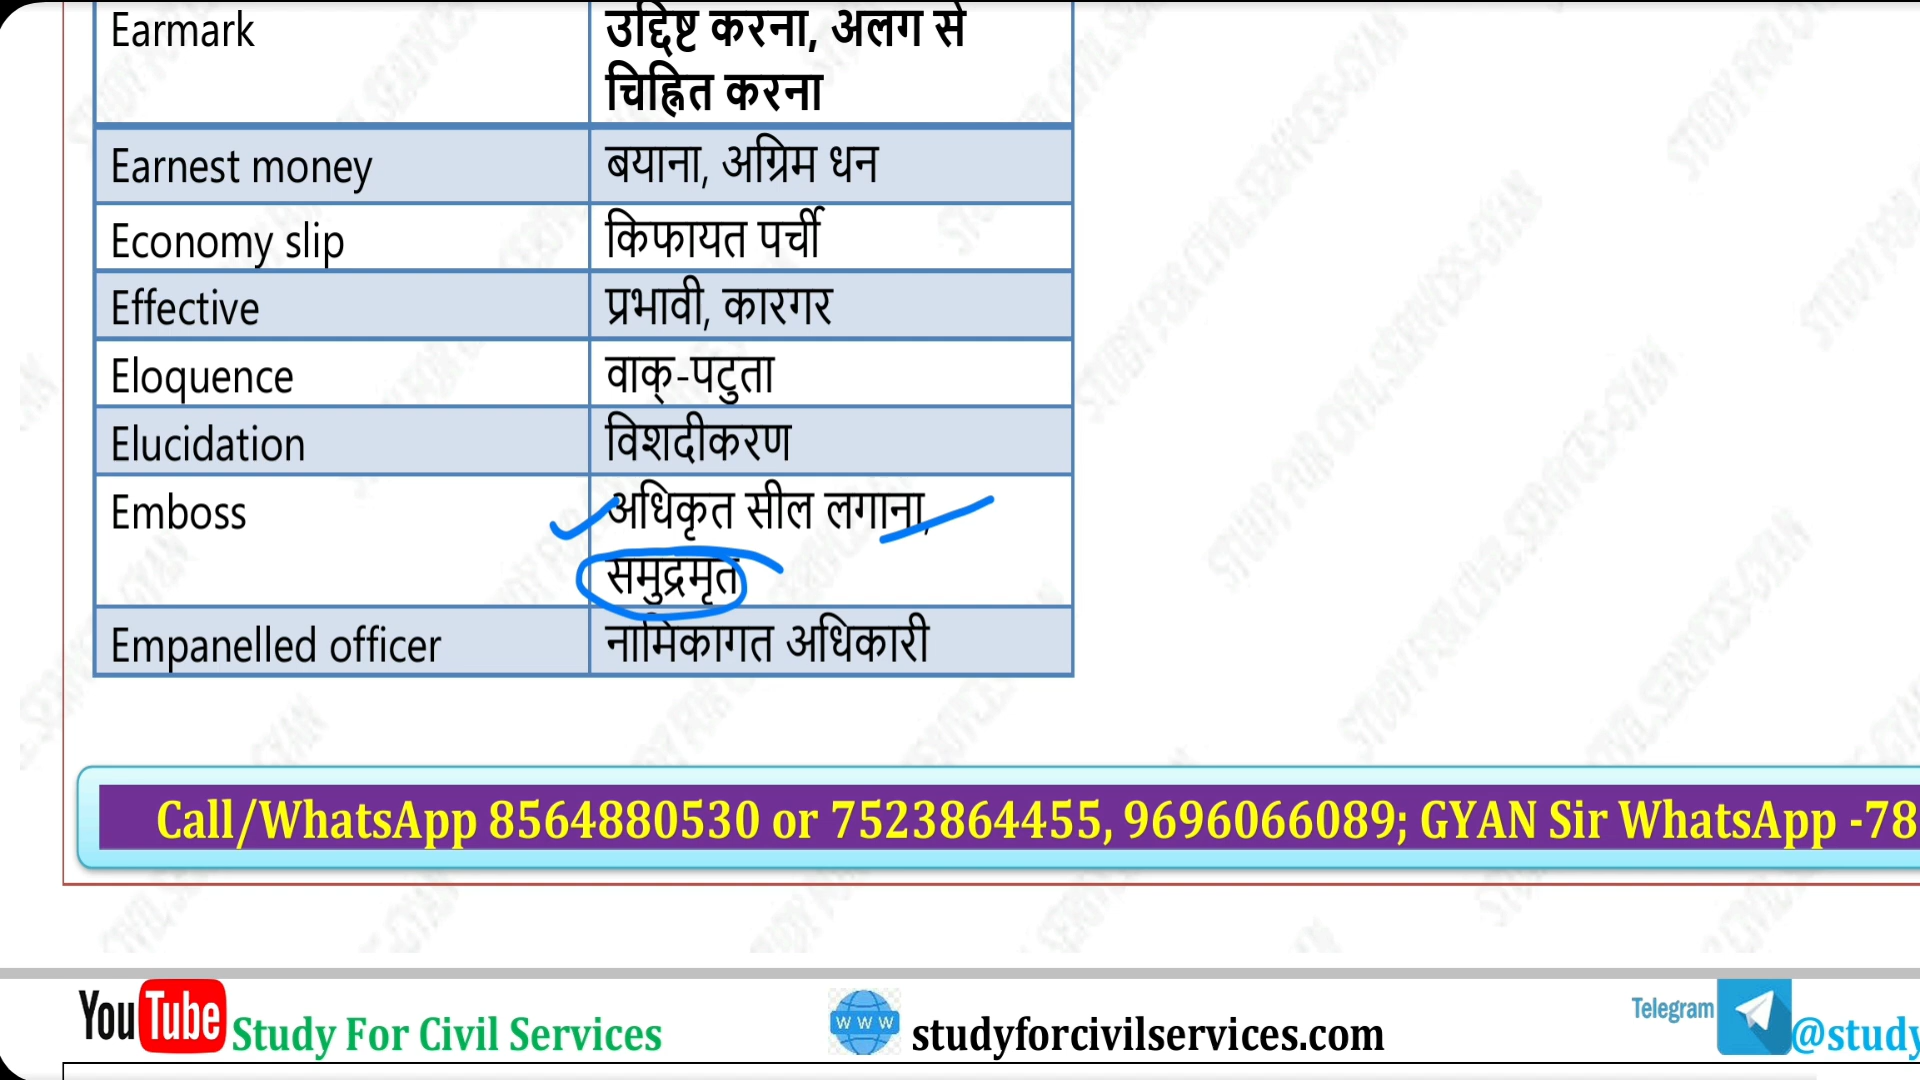 Earmark उद्दिष्ट करना, अलग से
चिह्नित करना
Earnest money बयाना, अग्रिम धन
Economy slip किफायत पर्ची
Effective प्रभावी, कारगर
Eloquence वाक्-पटुता
Elucidation विशदीकरण
Emboss अधिकृत सील लगाना,
समुद्रमृत
Empanelled officer नामिकागत अधिकारी
Call/WhatsApp 8564880530 or 7523864455, 9696066089; GYAN Sir WhatsApp -78
YouTube Study For Civil Services
WWW studyforcivilservices.com
Telegram @study